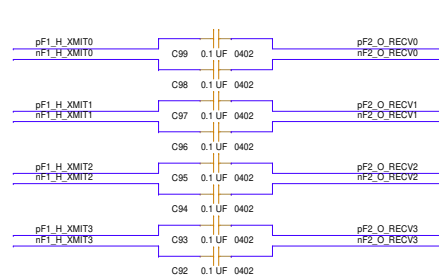 pF1_H_XMIT0 pF2_O_RECV0
nF1_H_XMIT0 C99 0.1 UF 0402 nF2_O_RECV0
C98 0.1 UF 0402
pF1_H_XMIT1 pF2_O_RECV1
nF1_H_XMIT1 C97 0.1 UF 0402 nF2_O_RECV1
C96 0.1 UF 0402
pF1_H_XMIT2 pF2_O_RECV2
nF1_H_XMIT2 C95 0.1 UF 0402 nF2_O_RECV2
C94 0.1 UF 0402
pF1_H_XMIT3 pF2_O_RECV3
nF1_H_XMIT3 C93 0.1 UF 0402 nF2_O_RECV3
C92 0.1 UF 0402